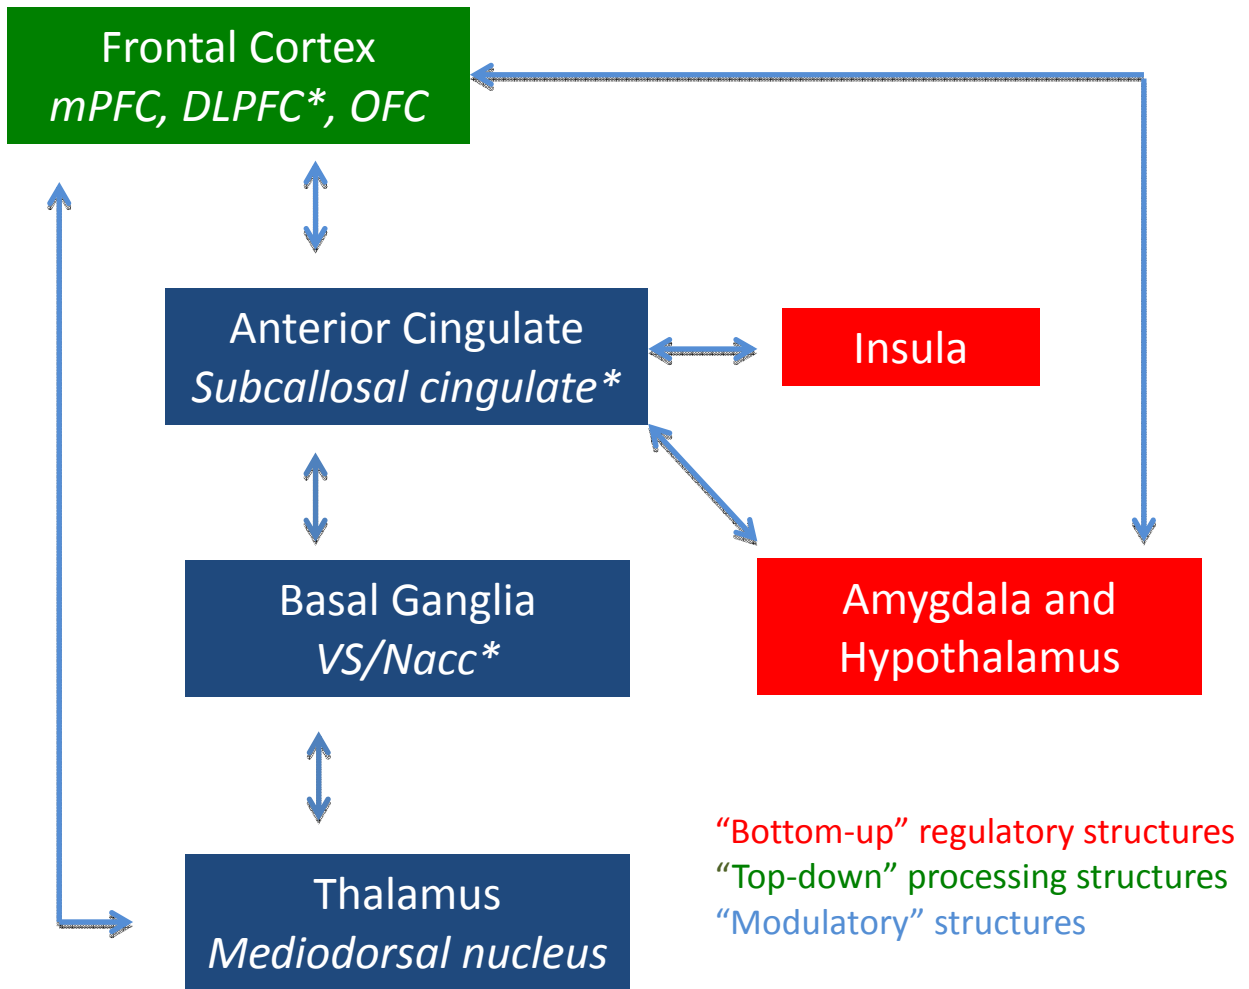 Frontal Cortex
mPFC, DLPFC*, OFC
Anterior Cingulate
Subcallosal cingulate*
Insula
Basal Ganglia
VS/Nacc*
Amygdala and
Hypothalamus
Thalamus
Mediodorsal nucleus
“Bottom-up” regulatory structures
“Top-down” processing structures
“Modulatory” structures